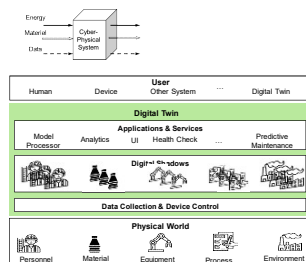 Energy
Material
Data
Cyber-
Physical
System
User
Human Device Other System ... Digital Twin
Digital Twin
Applications & Services
Model Processor Analytics UI Health Check ... Predictive Maintenance
Digital Shadows
Data Collection & Device Control
Physical World
Personnel Material Equipment Process Environment